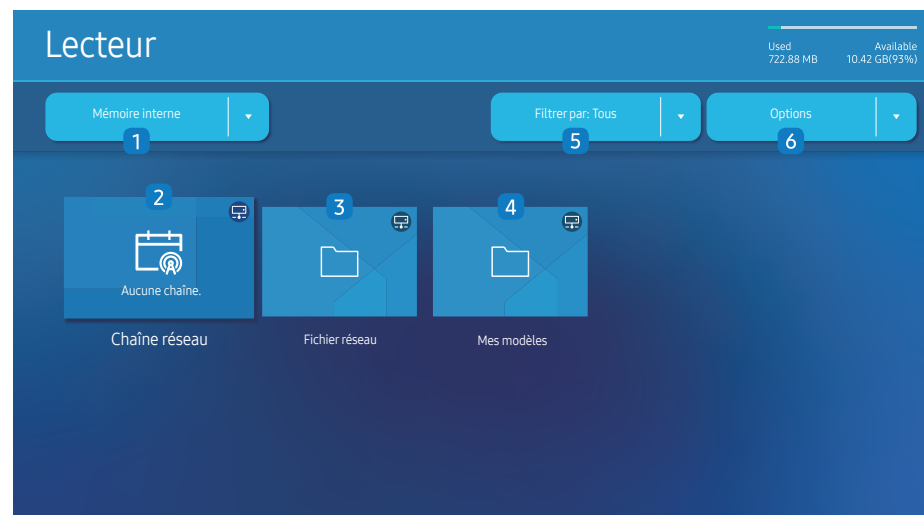 Lecteur
Used Available
722.88 MB 10.42 GB(93%)
Mémoire interne
Filtrer par: Tous
Options
1
5
6
2
3
4
Aucune chaîne.
Chaîne réseau
Fichier réseau
Mes modèles